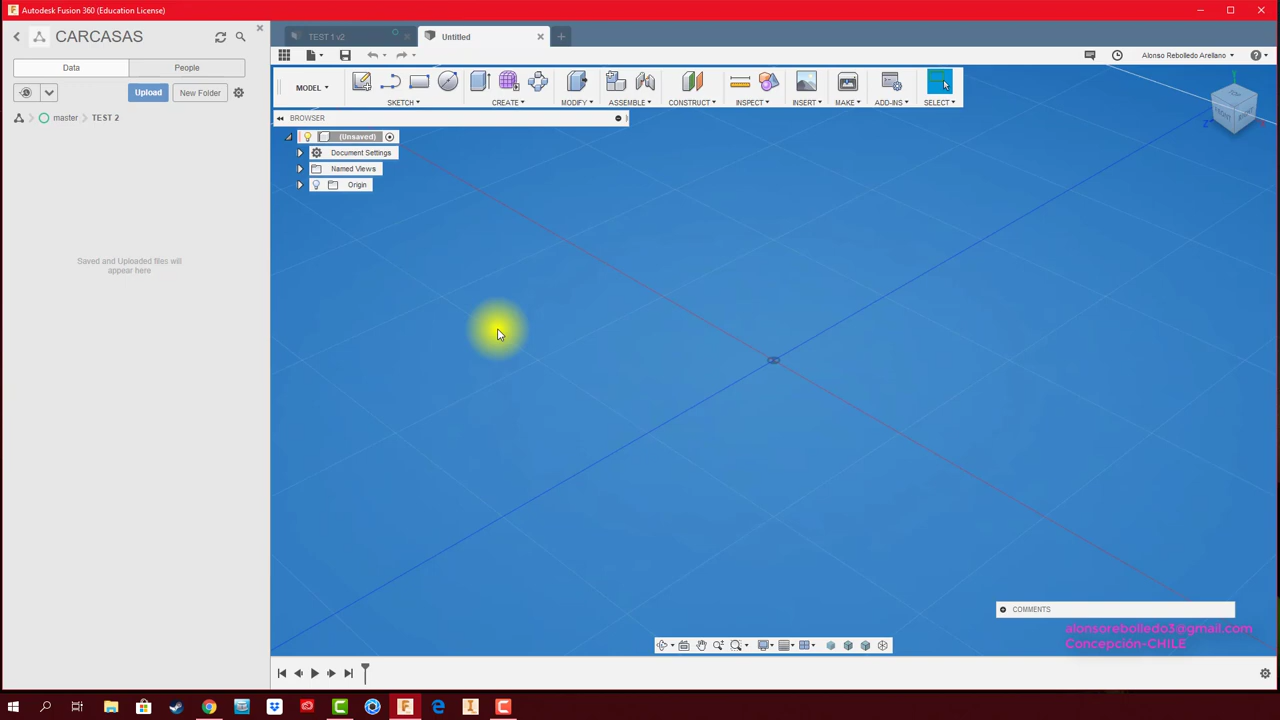 Autodesk Fusion 360 (Education License)
CARCASAS
TEST 1 v2
Untitled
Data
People
Alonso Rebolledo Arellano
Upload
New Folder
MODEL
SKETCH
CREATE
MODIFY
ASSEMBLE
CONSTRUCT
INSPECT
INSERT
MAKE
ADD-INS
SELECT
master
TEST 2
BROWSER
(Unsaved)
Document Settings
Named Views
Origin
Saved and Uploaded files will
appear here
COMMENTS
alonsorebolledo3@gmail.com
Concepción-CHILE